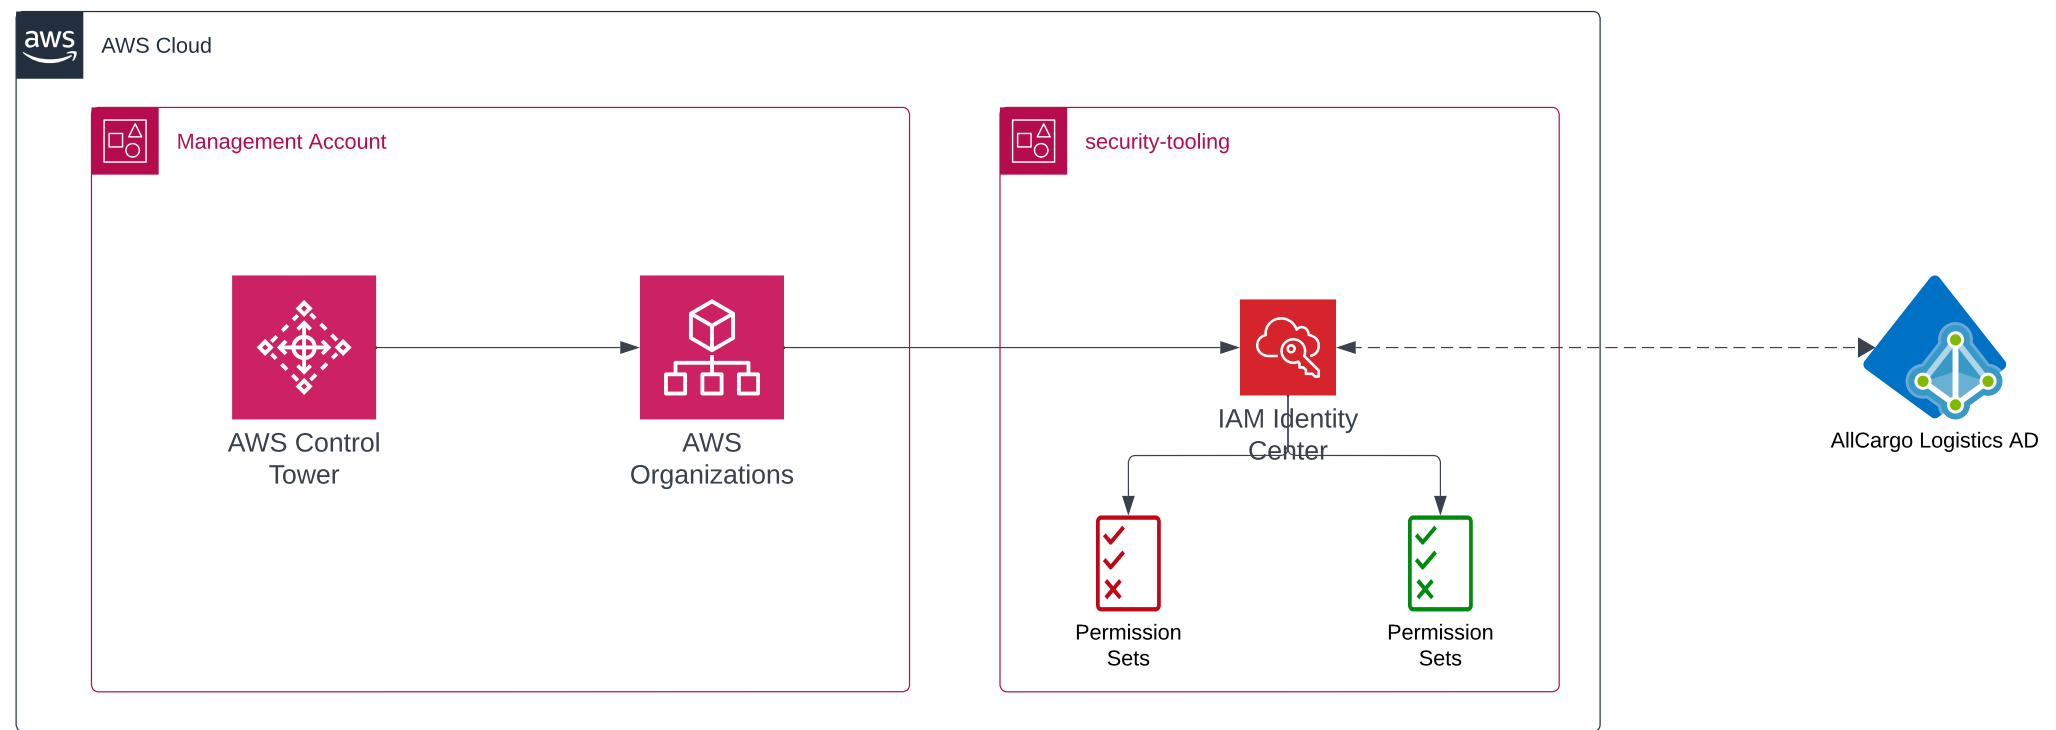 aws
AWS Cloud
Management Account
security-tooling
AWS Control
Tower
AWS
Organizations
IAM Identity
Center
AllCargo Logistics AD
Permission
Sets
Permission
Sets